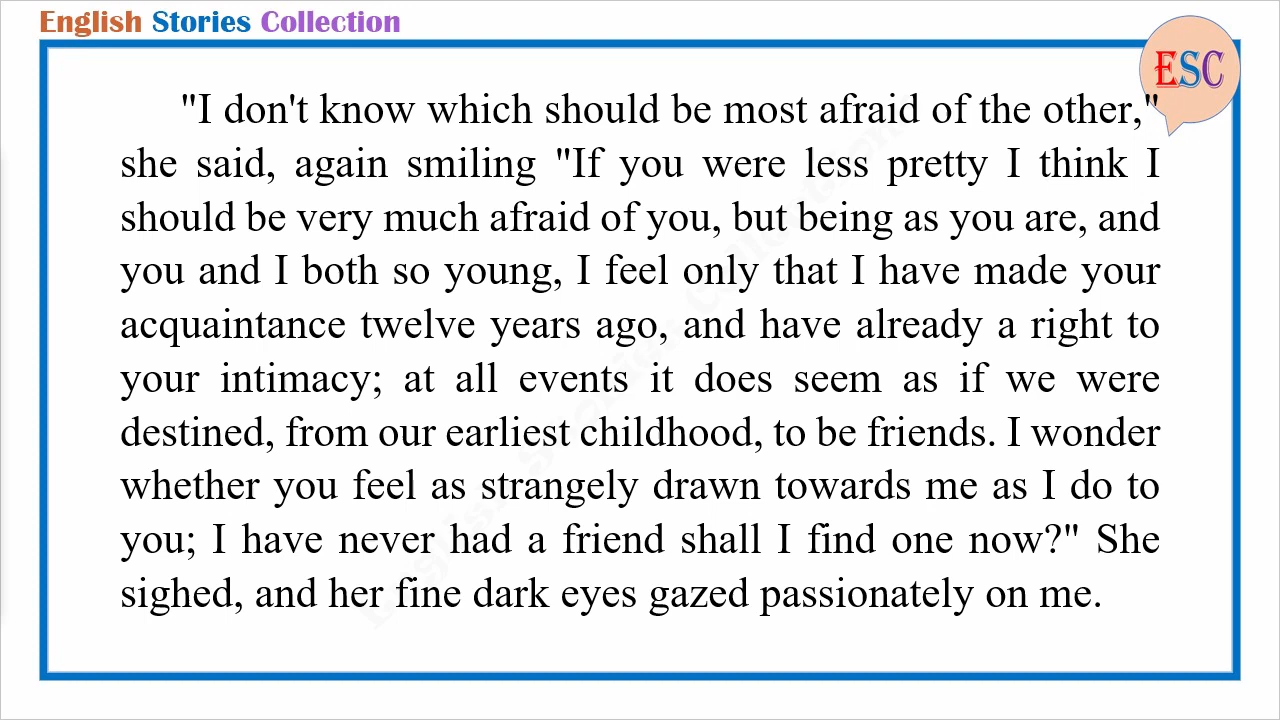 English Stories Collection
ESC
"I don't know which should be most afraid of the other,"
she said, again smiling "If you were less pretty I think I
should be very much afraid of you, but being as you are, and
you and I both so young, I feel only that I have made your
acquaintance twelve years ago, and have already a right to
your intimacy; at all events it does seem as if we were
destined, from our earliest childhood, to be friends. I wonder
whether you feel as strangely drawn towards me as I do to
you; I have never had a friend shall I find one now?" She
sighed, and her fine dark eyes gazed passionately on me.
English Stories Collection